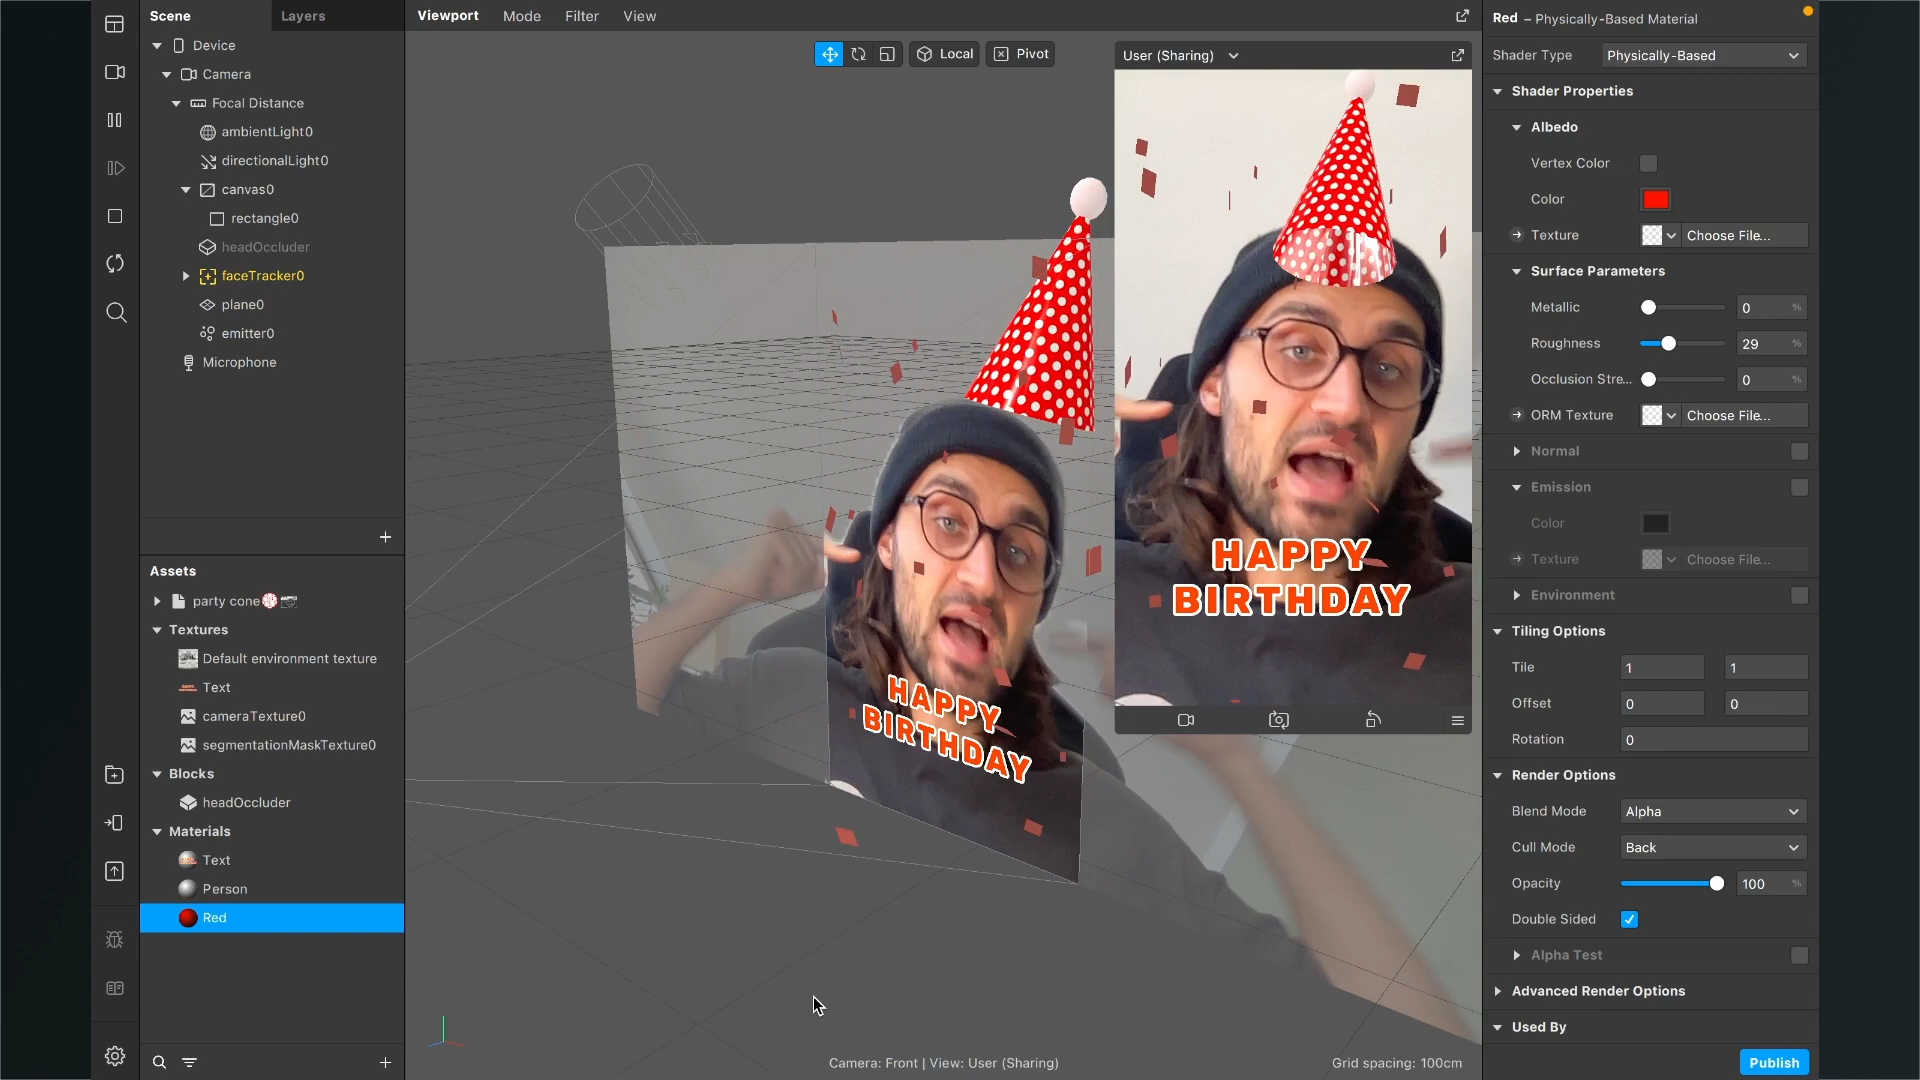 Scene
Layers
Device
Camera
Focal Distance
ambientLight0
directionalLight0
canvas0
rectangle0
headOccluder
faceTracker0
plane0
emitter0
Microphone
Assets
party cone
Textures
Default environment texture
Text
cameraTexture0
segmentationMaskTexture0
Blocks
headOccluder
Materials
Text
Person
Red
Viewport Mode Filter View
Local
Pivot
User (Sharing)
HAPPY
BIRTHDAY
HAPPY
BIRTHDAY
Camera: Front | View: User (Sharing)
Grid spacing: 100cm
Red – Physically-Based Material
Shader Type Physically-Based
Shader Properties
Albedo
Vertex Color
Color
Texture Choose File...
Surface Parameters
Metallic 0 %
Roughness 29 %
Occlusion Stre... 0 %
ORM Texture Choose File...
Normal
Emission
Color
Texture Choose File...
Environment
Tiling Options
Tile 1 1
Offset 0 0
Rotation 0
Render Options
Blend Mode Alpha
Cull Mode Back
Opacity 100 %
Double Sided
Alpha Test
Advanced Render Options
Used By
Publish